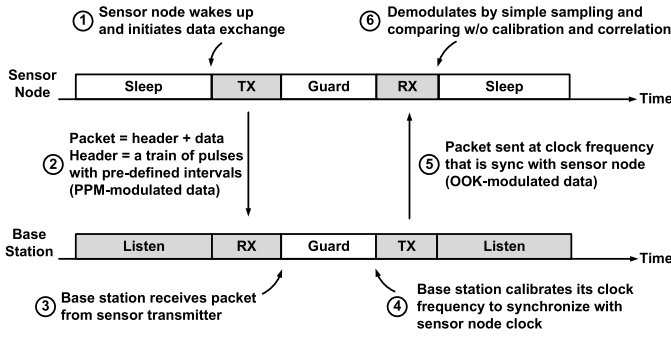 1 Sensor node wakes up
and initiates data exchange
6 Demodulates by simple sampling and
comparing w/o calibration and correlation
Sensor
Node
Sleep TX Guard RX Sleep
Time
Packet = header + data
Header = a train of pulses
with pre-defined intervals
(PPM-modulated data)
2
Packet sent at clock frequency
that is sync with sensor node
(OOK-modulated data)
5
Base
Station
Listen RX Guard TX Listen
Time
3 Base station receives packet
from sensor transmitter
4 Base station calibrates its clock
frequency to synchronize with
sensor node clock